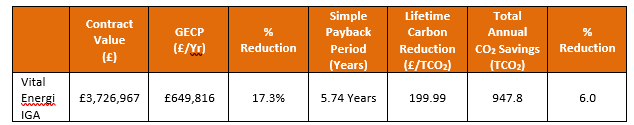 Contract Value (£)
GECP (£/Yr)
% Reduction
Simple Payback Period (Years)
Lifetime Carbon Reduction (£/TCO₂)
Total Annual CO₂ Savings (TCO₂)
% Reduction
Vital Energi IGA
£3,726,967
£649,816
17.3%
5.74 Years
199.99
947.8
6.0